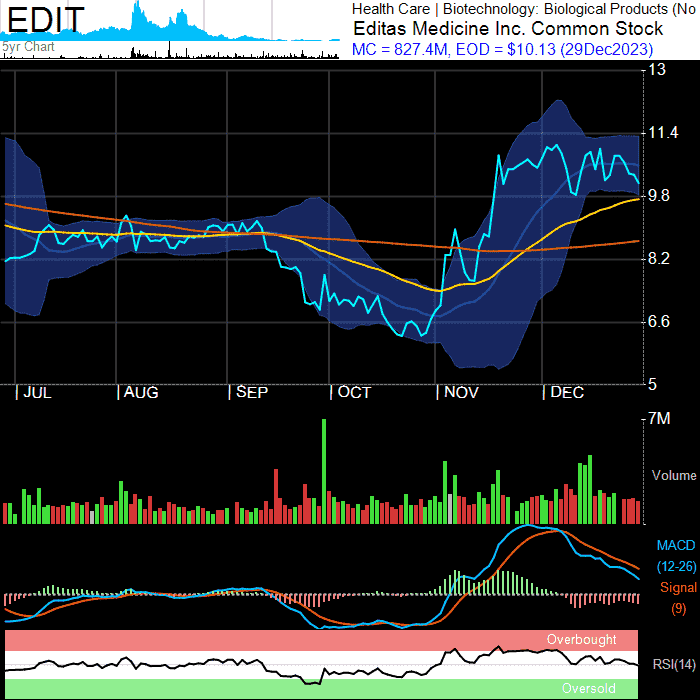 EDIT
5yr Chart
Health Care | Biotechnology: Biological Products (No
Editas Medicine Inc. Common Stock
MC = 827.4M, EOD = $10.13 (29Dec2023)
13
11.4
9.8
8.2
6.6
5
| JUL | AUG | SEP | OCT | NOV | DEC
7M
Volume
MACD
(12-26)
Signal
(9)
Overbought
RSI(14)
Oversold